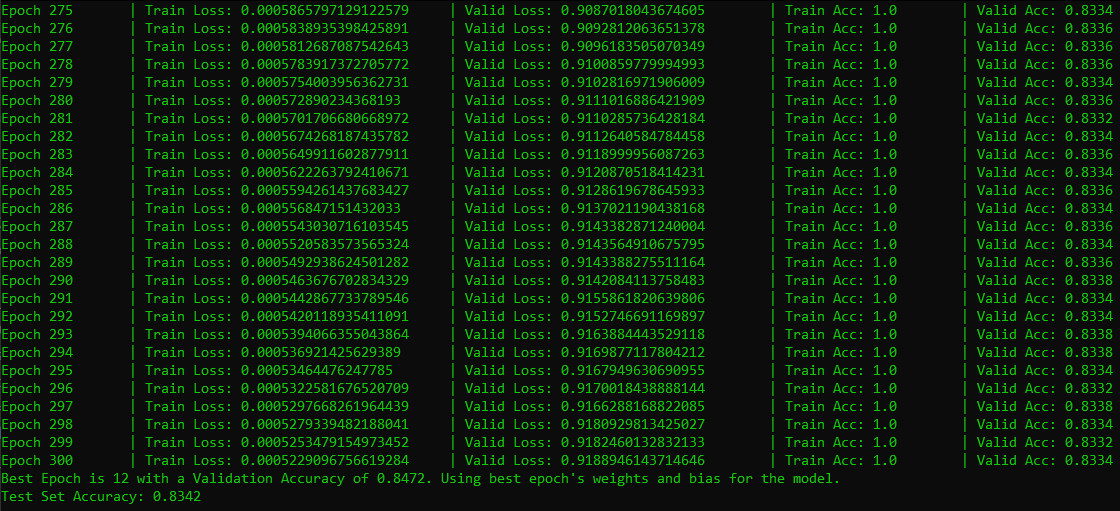 Epoch 275 | Train Loss: 0.0005865797129122579 | Valid Loss: 0.9087018043674605 | Train Acc: 1.0 | Valid Acc: 0.8334
Epoch 276 | Train Loss: 0.000583895398425891 | Valid Loss: 0.9092812063651378 | Train Acc: 1.0 | Valid Acc: 0.8336
Epoch 277 | Train Loss: 0.0005812687087542643 | Valid Loss: 0.9096183505070349 | Train Acc: 1.0 | Valid Acc: 0.8336
Epoch 278 | Train Loss: 0.0005783917372705772 | Valid Loss: 0.9100859779994993 | Train Acc: 1.0 | Valid Acc: 0.8336
Epoch 279 | Train Loss: 0.0005754003956362731 | Valid Loss: 0.9102816971906009 | Train Acc: 1.0 | Valid Acc: 0.8334
Epoch 280 | Train Loss: 0.000572890234368193 | Valid Loss: 0.9111016886421909 | Train Acc: 1.0 | Valid Acc: 0.8336
Epoch 281 | Train Loss: 0.0005701706680668972 | Valid Loss: 0.9110285736428184 | Train Acc: 1.0 | Valid Acc: 0.8332
Epoch 282 | Train Loss: 0.0005674268187435782 | Valid Loss: 0.9112640584784458 | Train Acc: 1.0 | Valid Acc: 0.8334
Epoch 283 | Train Loss: 0.0005649911602877911 | Valid Loss: 0.9118999956087263 | Train Acc: 1.0 | Valid Acc: 0.8336
Epoch 284 | Train Loss: 0.0005622263792410671 | Valid Loss: 0.9120870518414231 | Train Acc: 1.0 | Valid Acc: 0.8334
Epoch 285 | Train Loss: 0.0005594261437683427 | Valid Loss: 0.9128619678645933 | Train Acc: 1.0 | Valid Acc: 0.8336
Epoch 286 | Train Loss: 0.000556847151432033 | Valid Loss: 0.9137021190438168 | Train Acc: 1.0 | Valid Acc: 0.8334
Epoch 287 | Train Loss: 0.0005543030716103545 | Valid Loss: 0.9143382871240004 | Train Acc: 1.0 | Valid Acc: 0.8336
Epoch 288 | Train Loss: 0.0005520583573565324 | Valid Loss: 0.9143564910675795 | Train Acc: 1.0 | Valid Acc: 0.8334
Epoch 289 | Train Loss: 0.0005492938624501282 | Valid Loss: 0.9143388275511164 | Train Acc: 1.0 | Valid Acc: 0.8336
Epoch 290 | Train Loss: 0.0005463676702834329 | Valid Loss: 0.9142084113758483 | Train Acc: 1.0 | Valid Acc: 0.8338
Epoch 291 | Train Loss: 0.0005442867733789546 | Valid Loss: 0.9155861820639806 | Train Acc: 1.0 | Valid Acc: 0.8334
Epoch 292 | Train Loss: 0.0005420118935411091 | Valid Loss: 0.9152746691169897 | Train Acc: 1.0 | Valid Acc: 0.8334
Epoch 293 | Train Loss: 0.0005394066355043864 | Valid Loss: 0.9163884443529118 | Train Acc: 1.0 | Valid Acc: 0.8338
Epoch 294 | Train Loss: 0.000536921425629389 | Valid Loss: 0.9169877117804212 | Train Acc: 1.0 | Valid Acc: 0.8338
Epoch 295 | Train Loss: 0.00053464476247785 | Valid Loss: 0.9167949630690955 | Train Acc: 1.0 | Valid Acc: 0.8334
Epoch 296 | Train Loss: 0.0005322581676520709 | Valid Loss: 0.9170018438888144 | Train Acc: 1.0 | Valid Acc: 0.8332
Epoch 297 | Train Loss: 0.0005297668261964439 | Valid Loss: 0.9166288168822085 | Train Acc: 1.0 | Valid Acc: 0.8338
Epoch 298 | Train Loss: 0.0005279339482188041 | Valid Loss: 0.9180929813425027 | Train Acc: 1.0 | Valid Acc: 0.8334
Epoch 299 | Train Loss: 0.0005253479154973452 | Valid Loss: 0.9182460132832133 | Train Acc: 1.0 | Valid Acc: 0.8332
Epoch 300 | Train Loss: 0.0005229096756619284 | Valid Loss: 0.9188946143714646 | Train Acc: 1.0 | Valid Acc: 0.8334
Best Epoch is 12 with a Validation Accuracy of 0.8472. Using best epoch's weights and bias for the model.
Test Set Accuracy: 0.8342